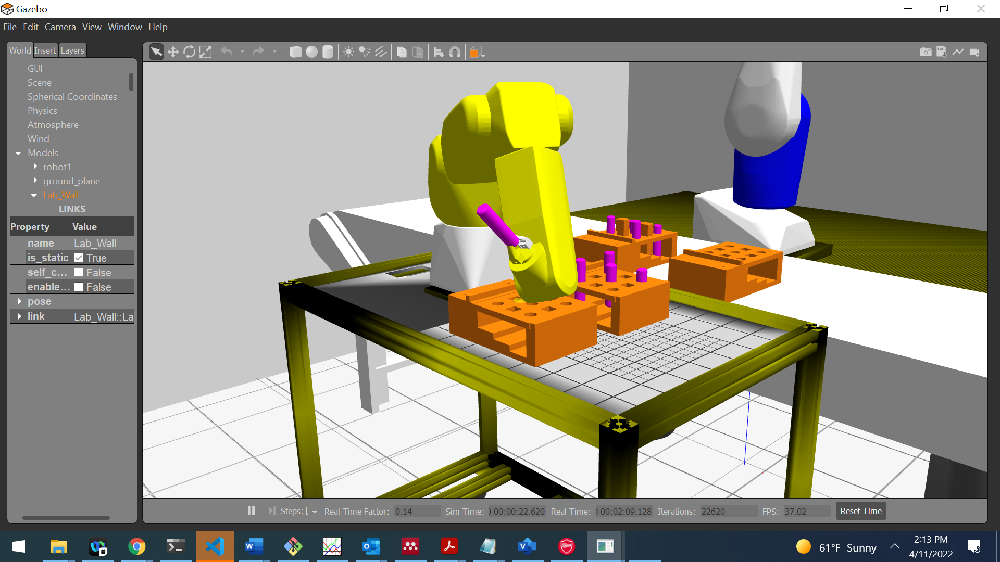 Gazebo
File Edit Camera View Window Help
World Insert Layers
LOG
GUI
Scene
Spherical Coordinates
Physics
Atmosphere
Wind
Models
robot1
ground_plane
Lab_Wall
LINKS
Property Value
name Lab_Wall
is_static True
self_c... False
enable... False
pose
link Lab_Wall::La
Steps: Real Time Factor: 0.14 Sim Time: 00:00:22.620 Real Time: 00:02:09.128 Iterations: 22620 FPS: 37.02 Reset Time
61°F Sunny
2:13 PM
4/11/2022